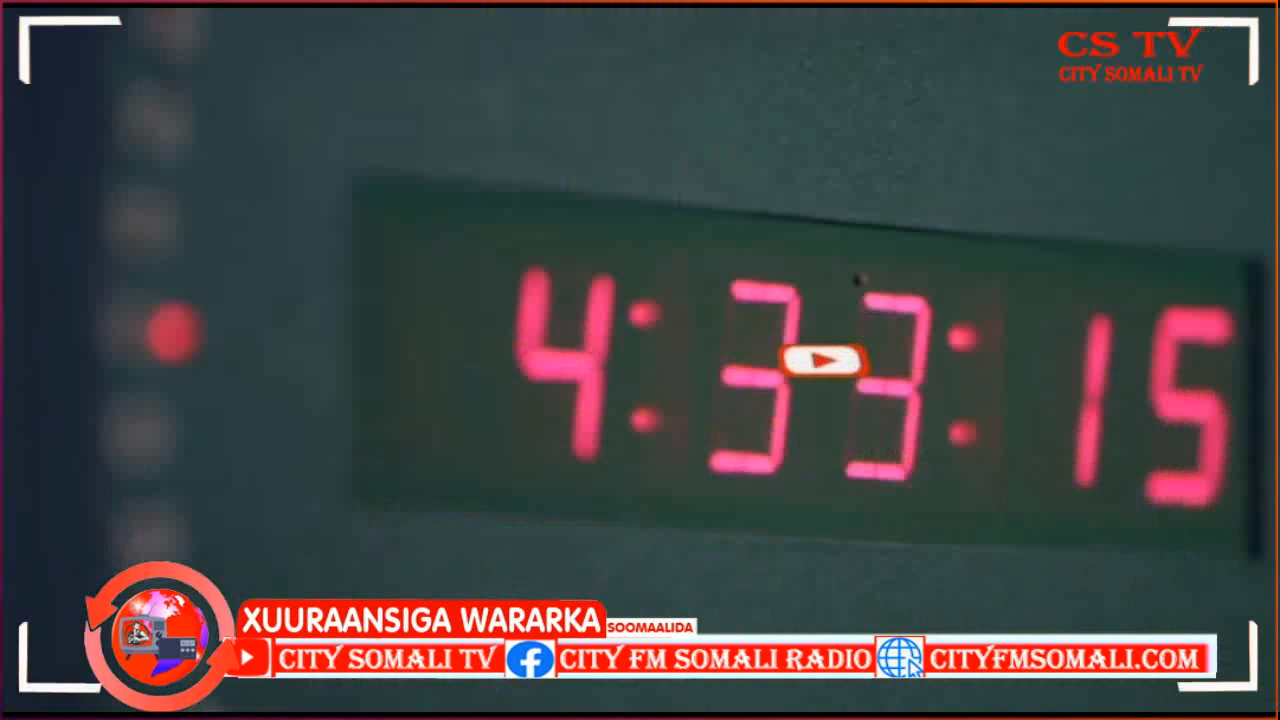 CS TV
CITY SOMALI TV
4:33:15
XUURAANSIGA WARARKA
SOOMAALIDA
CITY SOMALI TV CITY FM SOMALI RADIO CITYFMSOMALI.COM